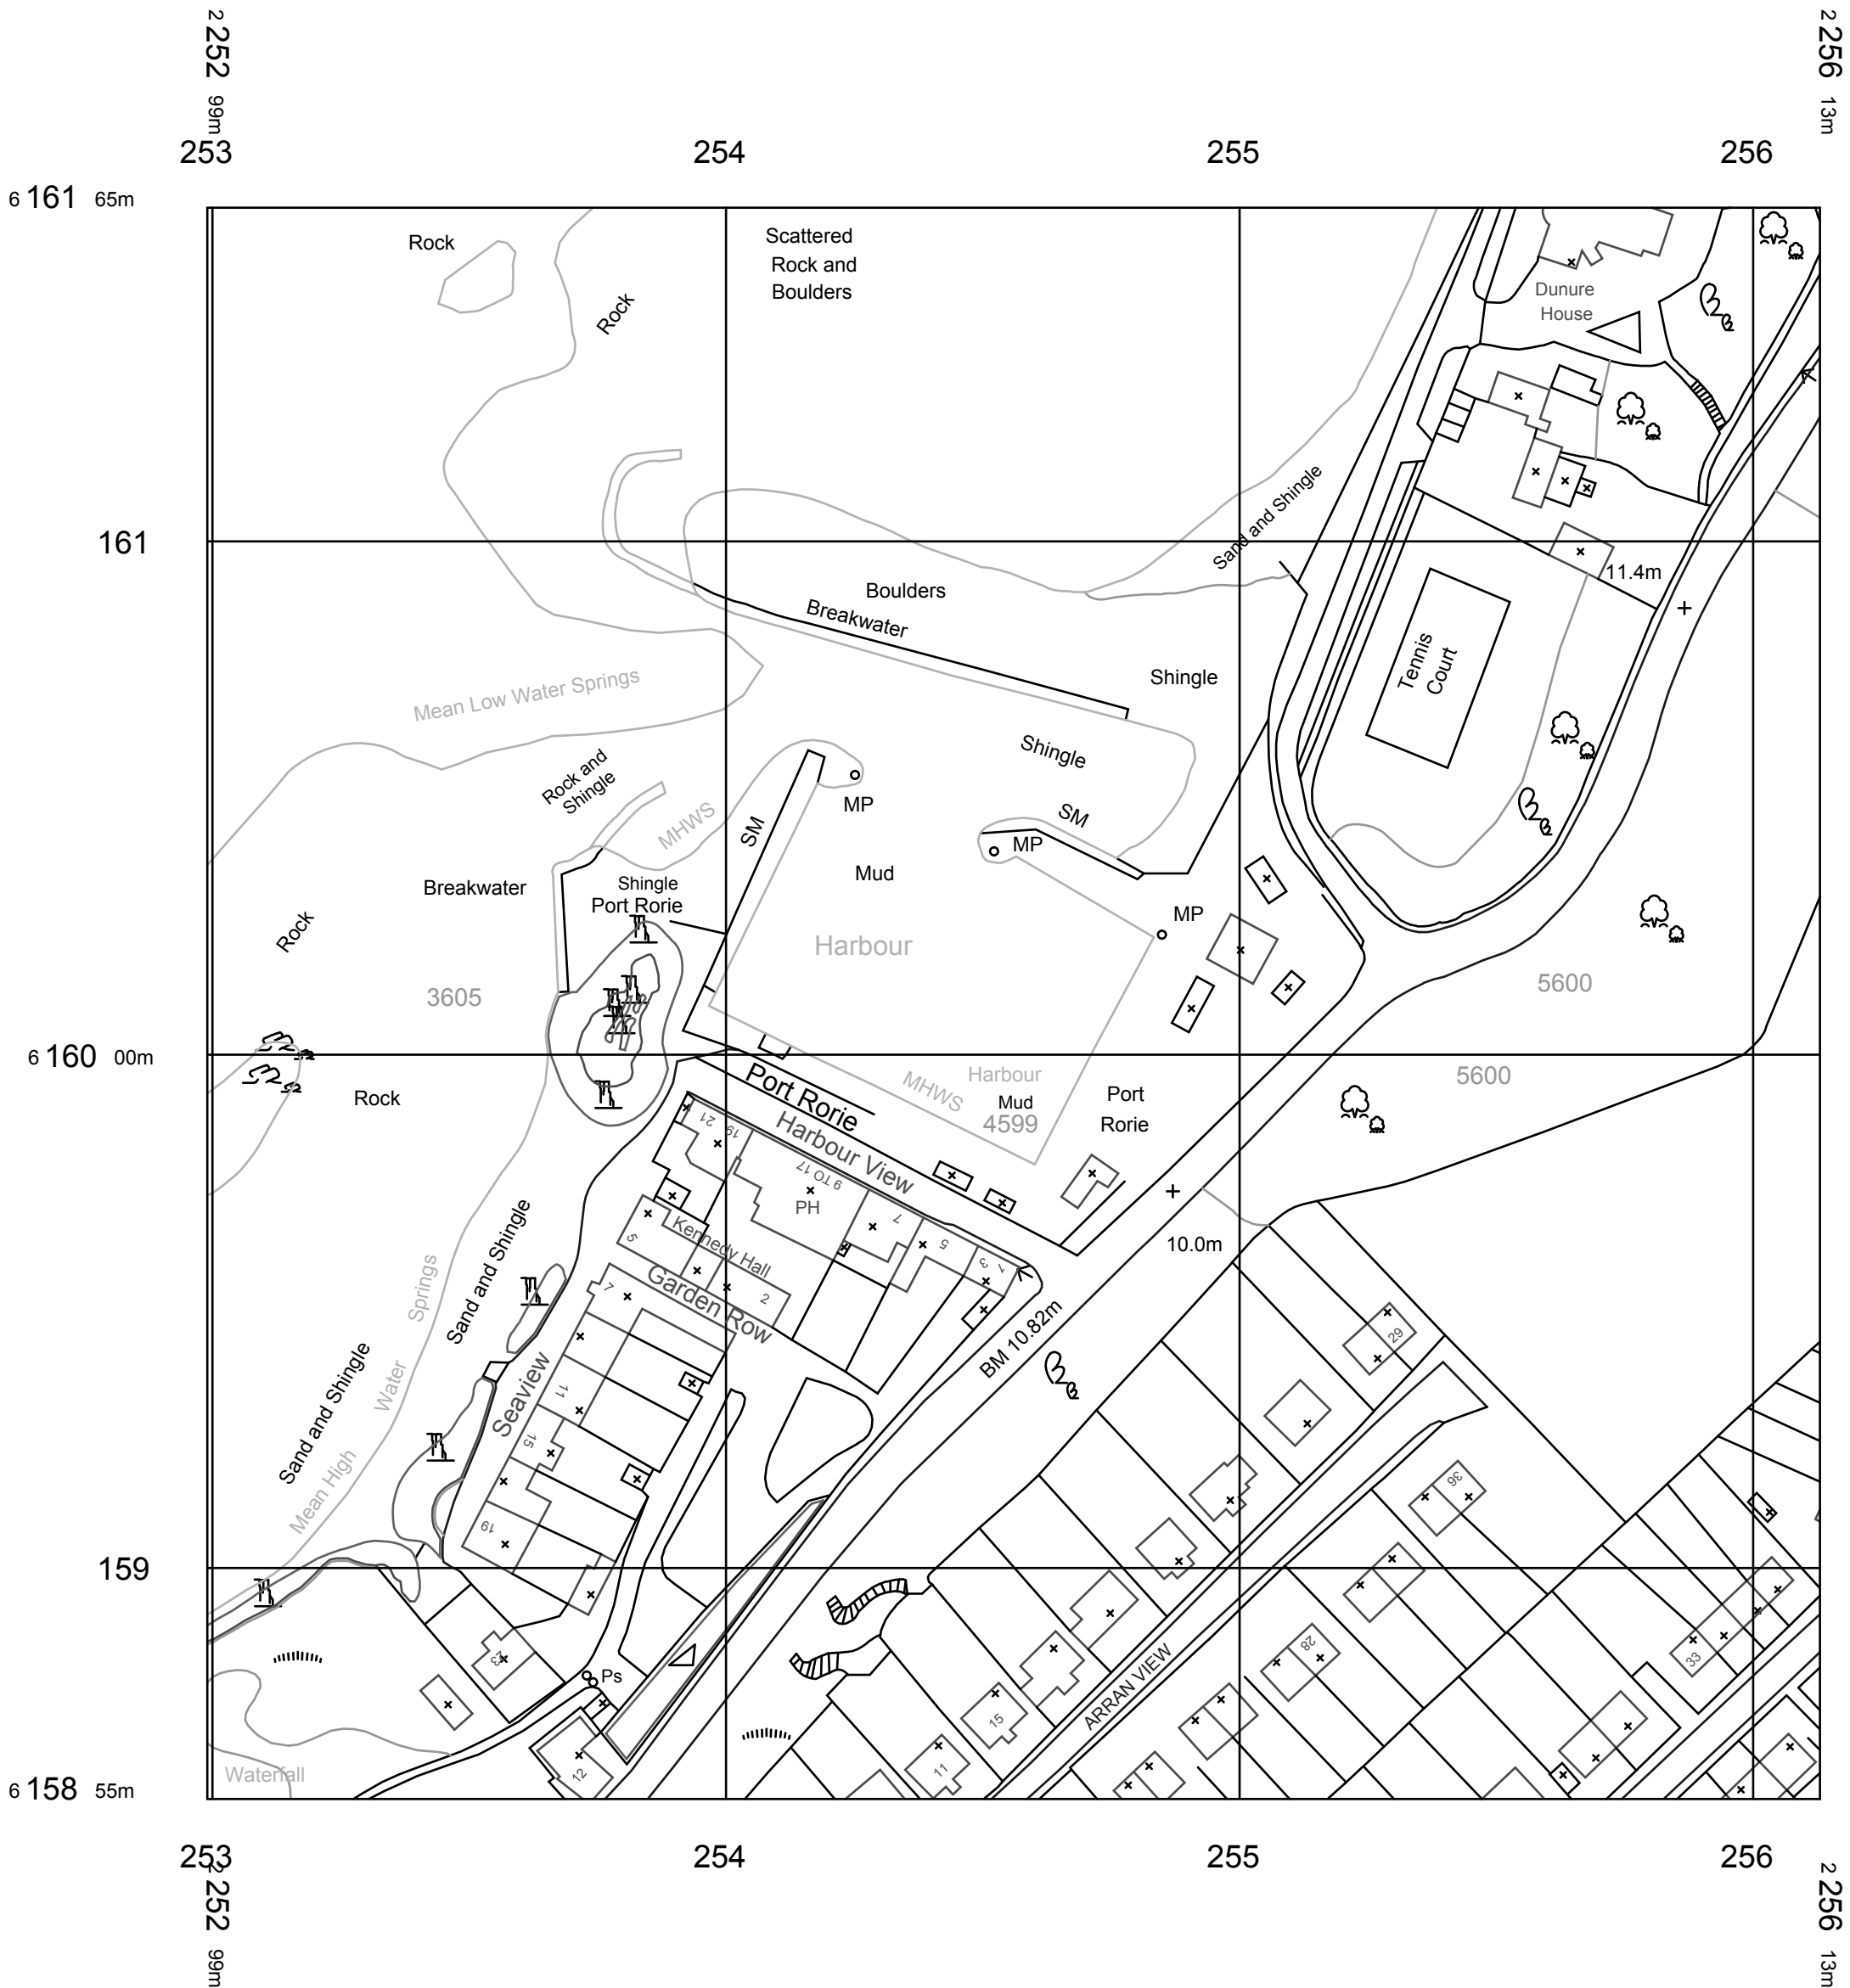 2 252 99m
2 256 13m
253 254 255 256
6 161 65m
Rock
Scattered
Rock and
Boulders
Rock
Dunure
House
Sand and Shingle
161
11.4m
Boulders
Breakwater
Tennis
Court
Shingle
Mean Low Water Springs
Shingle
Rock and
Shingle
MHWS
SM
MP
SM
MP
Mud
Breakwater
Shingle
Port Rorie
MP
Rock
Harbour
3605
5600
6 160 00m
Rock
Port Rorie
MHWS
Harbour
Mud
4599
Port
Rorie
5600
21
19
Harbour View
9 TO 17
PH
7
5
3
1
Kennedy Hall
5
2
Garden Row
7
10.0m
Sand and Shingle
Springs
BM 10.82m
29
Sand and Shingle
Water
Seaview
11
15
Mean High
19
36
159
23
Ps
28
33
ARRAN VIEW
15
11
12
Waterfall
6 158 55m
253 254 255 256
2 252 99m
2 256 13m